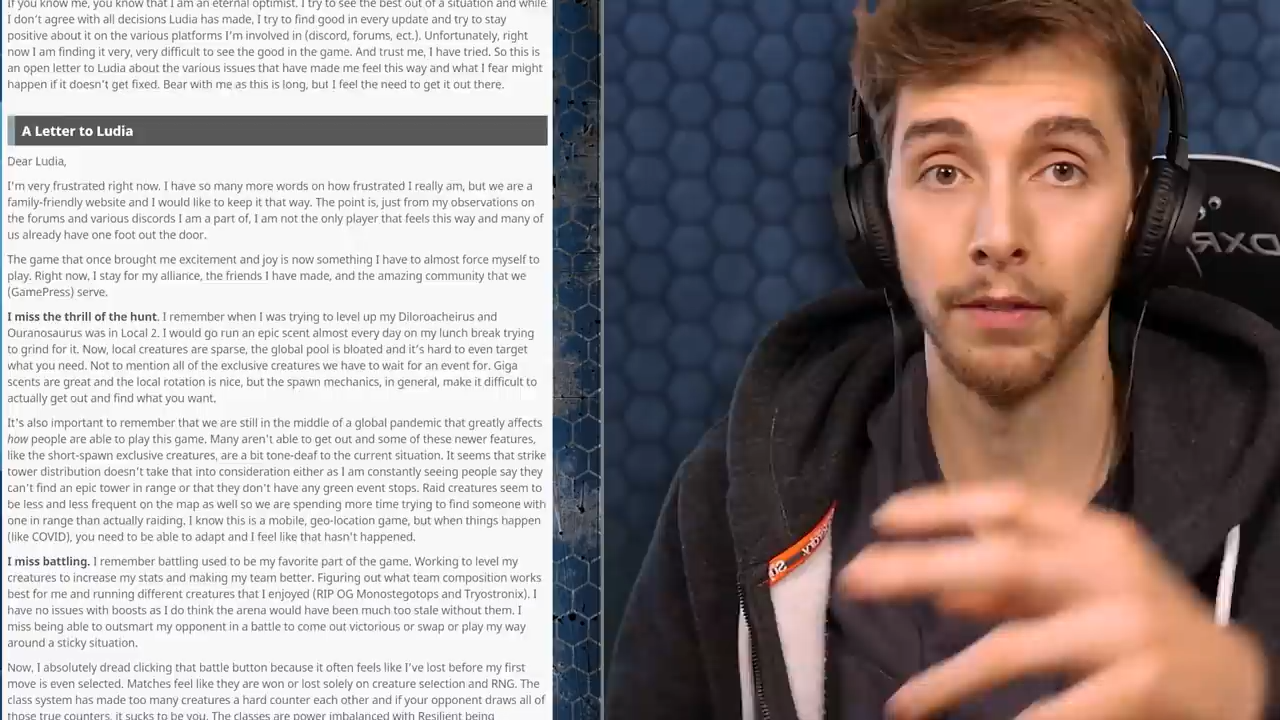 If you know me, you know that I am an eternal optimist. I try to see the best out of a situation and while
I don't agree with all decisions Ludia has made, I try to find good in every update and try to stay
positive about it on the various platforms I'm involved in (discord, forums, ect.). Unfortunately, right
now I am finding it very, very difficult to see the good in the game. And trust me, I have tried. So this is
an open letter to Ludia about the various issues that have made me feel this way and what I fear might
happen if it doesn't get fixed. Bear with me as this is long, but I feel the need to get it out there.
A Letter to Ludia
Dear Ludia,
I'm very frustrated right now. I have so many more words on how frustrated I really am, but we are a
family-friendly website and I would like to keep it that way. The point is, just from my observations on
the forums and various discords I am a part of, I am not the only player that feels this way and many of
us already have one foot out the door.
The game that once brought me excitement and joy is now something I have to almost force myself to
play. Right now, I stay for my alliance, the friends I have made, and the amazing community that we
(GamePress) serve.
I miss the thrill of the hunt. I remember when I was trying to level up my Diloroacheirus and
Ouranosaurus was in Local 2. I would go run an epic scent almost every day on my lunch break trying
to grind for it. Now, local creatures are sparse, the global pool is bloated and it's hard to even target
what you need. Not to mention all of the exclusive creatures we have to wait for an event for. Giga
scents are great and the local rotation is nice, but the spawn mechanics, in general, make it difficult to
actually get out and find what you want.
It's also important to remember that we are still in the middle of a global pandemic that greatly affects
how people are able to play this game. Many aren't able to get out and some of these newer features,
like the short-spawn exclusive creatures, are a bit tone-deaf to the current situation. It seems that strike
tower distribution doesn't take that into consideration either as I am constantly seeing people say they
can't find an epic tower in range or that they don't have any green event stops. Raid creatures seem to
be less and less frequent on the map as well so we are spending more time trying to find someone with
one in range than actually raiding. I know this is a mobile, geo-location game, but when things happen
(like COVID), you need to be able to adapt and I feel like that hasn't happened.
I miss battling. I remember battling used to be my favorite part of the game. Working to level my
creatures to increase my stats and making my team better. Figuring out what team composition works
best for me and running different creatures that I enjoyed (RIP OG Monostegotops and Tryostronix). I
have no issues with boosts as I do think the arena would have been much too stale without them. I
miss being able to outsmart my opponent in a battle to come out victorious or swap or play my way
around a sticky situation.
Now, I absolutely dread clicking that battle button because it often feels like I've lost before my first
move is even selected. Matches feel like they are won or lost solely on creature selection and RNG. The
class system has made too many creatures a hard counter each other and if your opponent draws all of
those true counters, it sucks to be you. The classes are power imbalanced with Resilient being
DXR